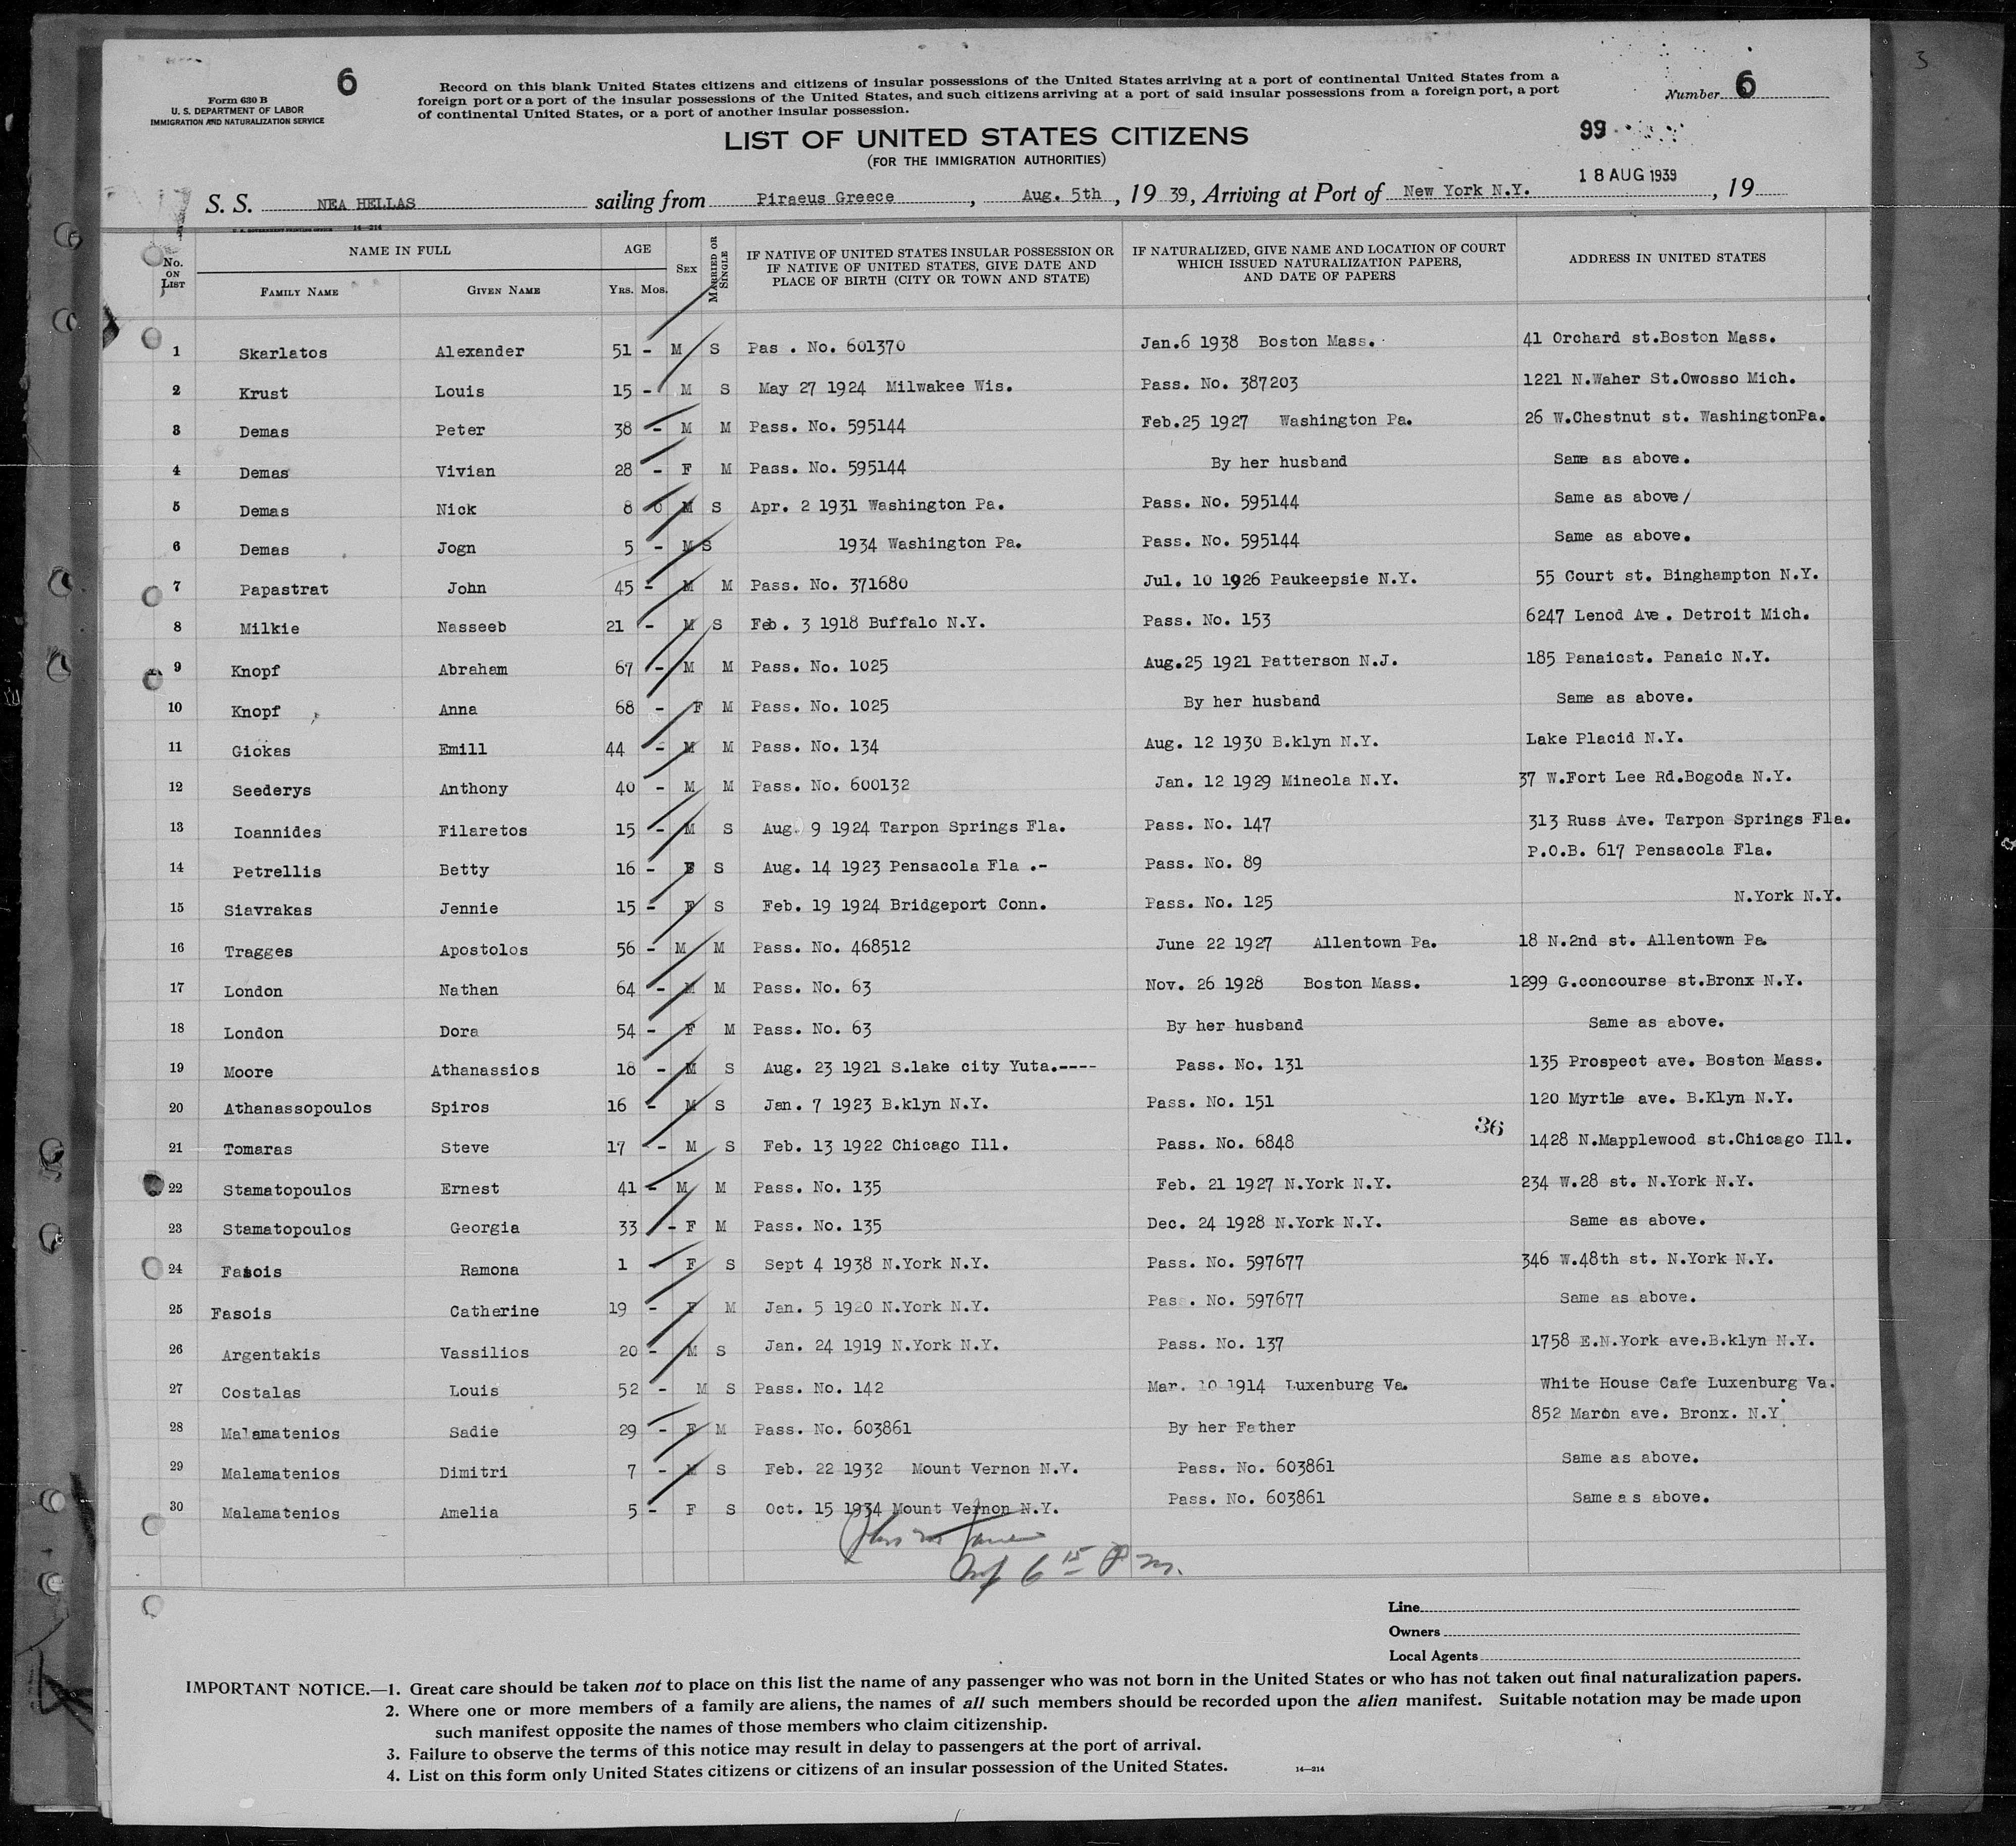 6
Form 630 B
U. S. DEPARTMENT OF LABOR
IMMIGRATION AND NATURALIZATION SERVICE
Record on this blank United States citizens and citizens of insular possessions of the United States arriving at a port of continental United States from a
foreign port or a port of the insular possessions of the United States, and such citizens arriving at a port of said insular possessions from a foreign port, a port
of continental United States, or a port of another insular possession.
Number 6
3
LIST OF UNITED STATES CITIZENS
(FOR THE IMMIGRATION AUTHORITIES)
99
18 AUG 1939
S. S. NEA HELLAS sailing from Piraeus Greece, Aug. 5th, 19 39, Arriving at Port of New York N.Y., 19
14—214
No. ON LIST
NAME IN FULL
FAMILY NAME
GIVEN NAME
AGE
YRS. MOS.
SEX
MARRIED OR SINGLE
IF NATIVE OF UNITED STATES INSULAR POSSESSION OR
IF NATIVE OF UNITED STATES, GIVE DATE AND
PLACE OF BIRTH (CITY OR TOWN AND STATE)
IF NATURALIZED, GIVE NAME AND LOCATION OF COURT
WHICH ISSUED NATURALIZATION PAPERS,
AND DATE OF PAPERS
ADDRESS IN UNITED STATES
1 Skarlatos Alexander 51 - M S Pas . No. 601370 Jan.6 1938 Boston Mass. 41 Orchard st.Boston Mass.
2 Krust Louis 15 - M S May 27 1924 Milwakee Wis. Pass. No. 387203 1221 N.Waher St.Owosso Mich.
3 Demas Peter 38 - M M Pass. No. 595144 Feb.25 1927 Washington Pa. 26 W.Chestnut st. WashingtonPa.
4 Demas Vivian 28 - F M Pass. No. 595144 By her husband Same as above.
5 Demas Nick 8 0 M S Apr. 2 1931 Washington Pa. Pass. No. 595144 Same as above/
6 Demas Jogn 5 - M S 1934 Washington Pa. Pass. No. 595144 Same as above.
7 Papastrat John 45 - M M Pass. No. 371680 Jul. 10 1926 Paukeepsie N.Y. 55 Court st. Binghampton N.Y.
8 Milkie Nasseeb 21 - M S Feb. 3 1918 Buffalo N.Y. Pass. No. 153 6247 Lenod Ave . Detroit Mich.
9 Knopf Abraham 67 - M M Pass. No. 1025 Aug.25 1921 Patterson N.J. 185 Panaicst. Panaic N.Y.
10 Knopf Anna 68 - F M Pass. No. 1025 By her husband Same as above.
11 Giokas Emill 44 - M M Pass. No. 134 Aug. 12 1930 B.klyn N.Y. Lake Placid N.Y.
12 Seederys Anthony 40 - M M Pass. No. 600132 Jan. 12 1929 Mineola N.Y. 37 W.Fort Lee Rd.Bogoda N.Y.
13 Ioannides Filaretos 15 - M S Aug. 9 1924 Tarpon Springs Fla. Pass. No. 147 313 Russ Ave. Tarpon Springs Fla.
14 Petrellis Betty 16 - F S Aug. 14 1923 Pensacola Fla .- Pass. No. 89 P.O.B. 617 Pensacola Fla.
15 Siavrakas Jennie 15 - F S Feb. 19 1924 Bridgeport Conn. Pass. No. 125 N.York N.Y.
16 Tragges Apostolos 56 - M M Pass. No. 468512 June 22 1927 Allentown Pa. 18 N.2nd st. Allentown Pa.
17 London Nathan 64 - M M Pass. No. 63 Nov. 26 1928 Boston Mass. 1299 G.concourse st.Bronx N.Y.
18 London Dora 54 - F M Pass. No. 63 By her husband Same as above.
19 Moore Athanassios 18 - M S Aug. 23 1921 S.lake city Yuta.---- Pass. No. 131 135 Prospect ave. Boston Mass.
20 Athanassopoulos Spiros 16 - M S Jan. 7 1923 B.klyn N.Y. Pass. No. 151 120 Myrtle ave. B.Klyn N.Y.
36
21 Tomaras Steve 17 - M S Feb. 13 1922 Chicago Ill. Pass. No. 6848 1428 N.Mapplewood st.Chicago Ill.
22 Stamatopoulos Ernest 41 - M M Pass. No. 135 Feb. 21 1927 N.York N.Y. 234 W.28 st. N.York N.Y.
23 Stamatopoulos Georgia 33 - F M Pass. No. 135 Dec. 24 1928 N.York N.Y. Same as above.
24 Fasois Ramona 1 - F S Sept 4 1938 N.York N.Y. Pass. No. 597677 346 W.48th st. N.York N.Y.
25 Fasois Catherine 19 - F M Jan. 5 1920 N.York N.Y. Pass. No. 597677 Same as above.
26 Argentakis Vassilios 20 - M S Jan. 24 1919 N.York N.Y. Pass. No. 137 1758 E.N.York ave.B.klyn N.Y.
27 Costalas Louis 52 - M S Pass. No. 142 Mar. 10 1914 Luxenburg Va. White House Cafe Luxenburg Va.
28 Malamatenios Sadie 29 - F M Pass. No. 603861 By her Father 852 Maron ave. Bronx. N.Y.
29 Malamatenios Dimitri 7 - M S Feb. 22 1932 Mount Vernon N.Y. Pass. No. 603861 Same as above.
30 Malamatenios Amelia 5 - F S Oct. 15 1934 Mount Vernon N.Y. Pass. No. 603861 Same as above.
6 15 P m.
Line
Owners
Local Agents
IMPORTANT NOTICE.—1. Great care should be taken not to place on this list the name of any passenger who was not born in the United States or who has not taken out final naturalization papers.
2. Where one or more members of a family are aliens, the names of all such members should be recorded upon the alien manifest. Suitable notation may be made upon
such manifest opposite the names of those members who claim citizenship.
3. Failure to observe the terms of this notice may result in delay to passengers at the port of arrival.
4. List on this form only United States citizens or citizens of an insular possession of the United States.
14—214